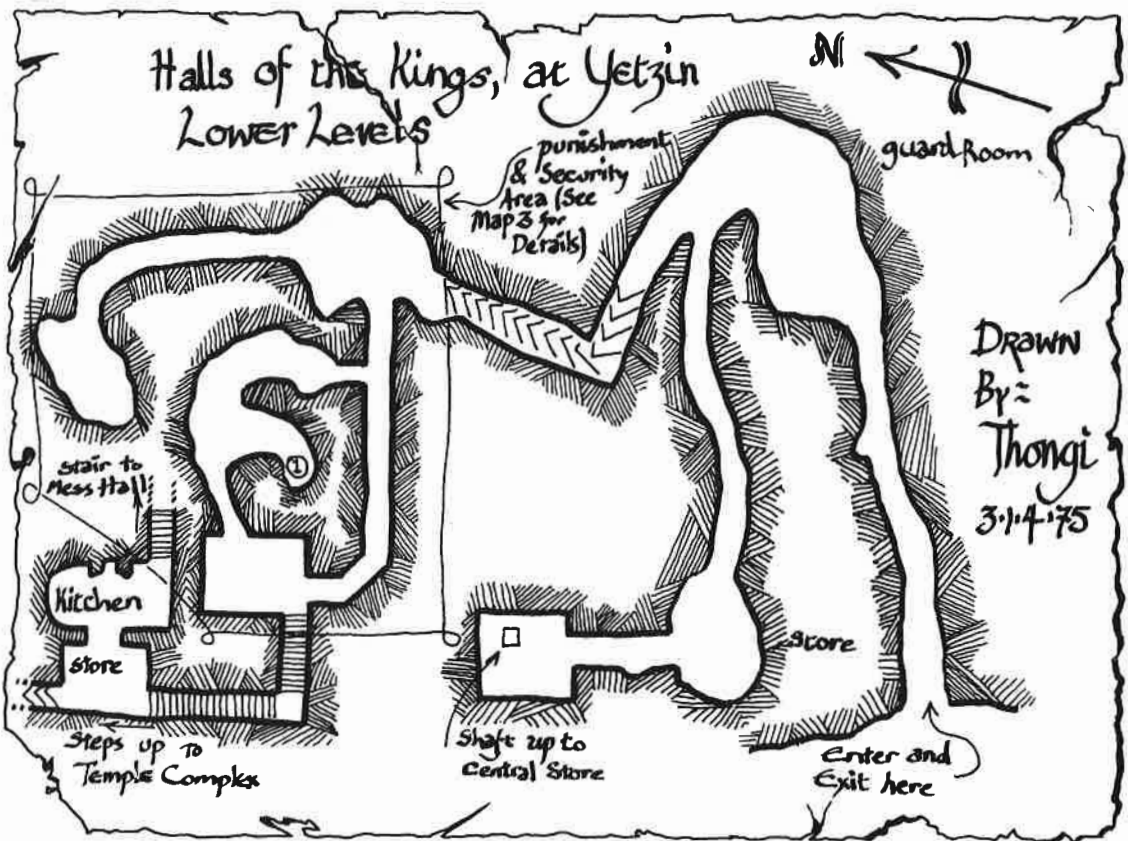 Halls of the Kings, at Yetzin
Lower Levels
N
punishment
& Security
Area (See
Map 3 for
Details)
guard Room
Drawn
By ~
Thongi
3·1·4·75
Stair to
Mess Hall
1
Kitchen
Store
Store
Steps up To
Temple Complex
Shaft up to
Central Store
Enter and
Exit here